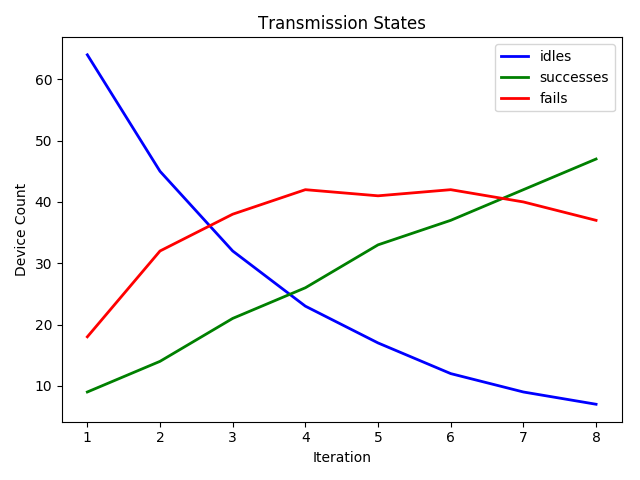 Transmission States
idles
successes
fails
Device Count
60
50
40
30
20
10
1 2 3 4 5 6 7 8
Iteration